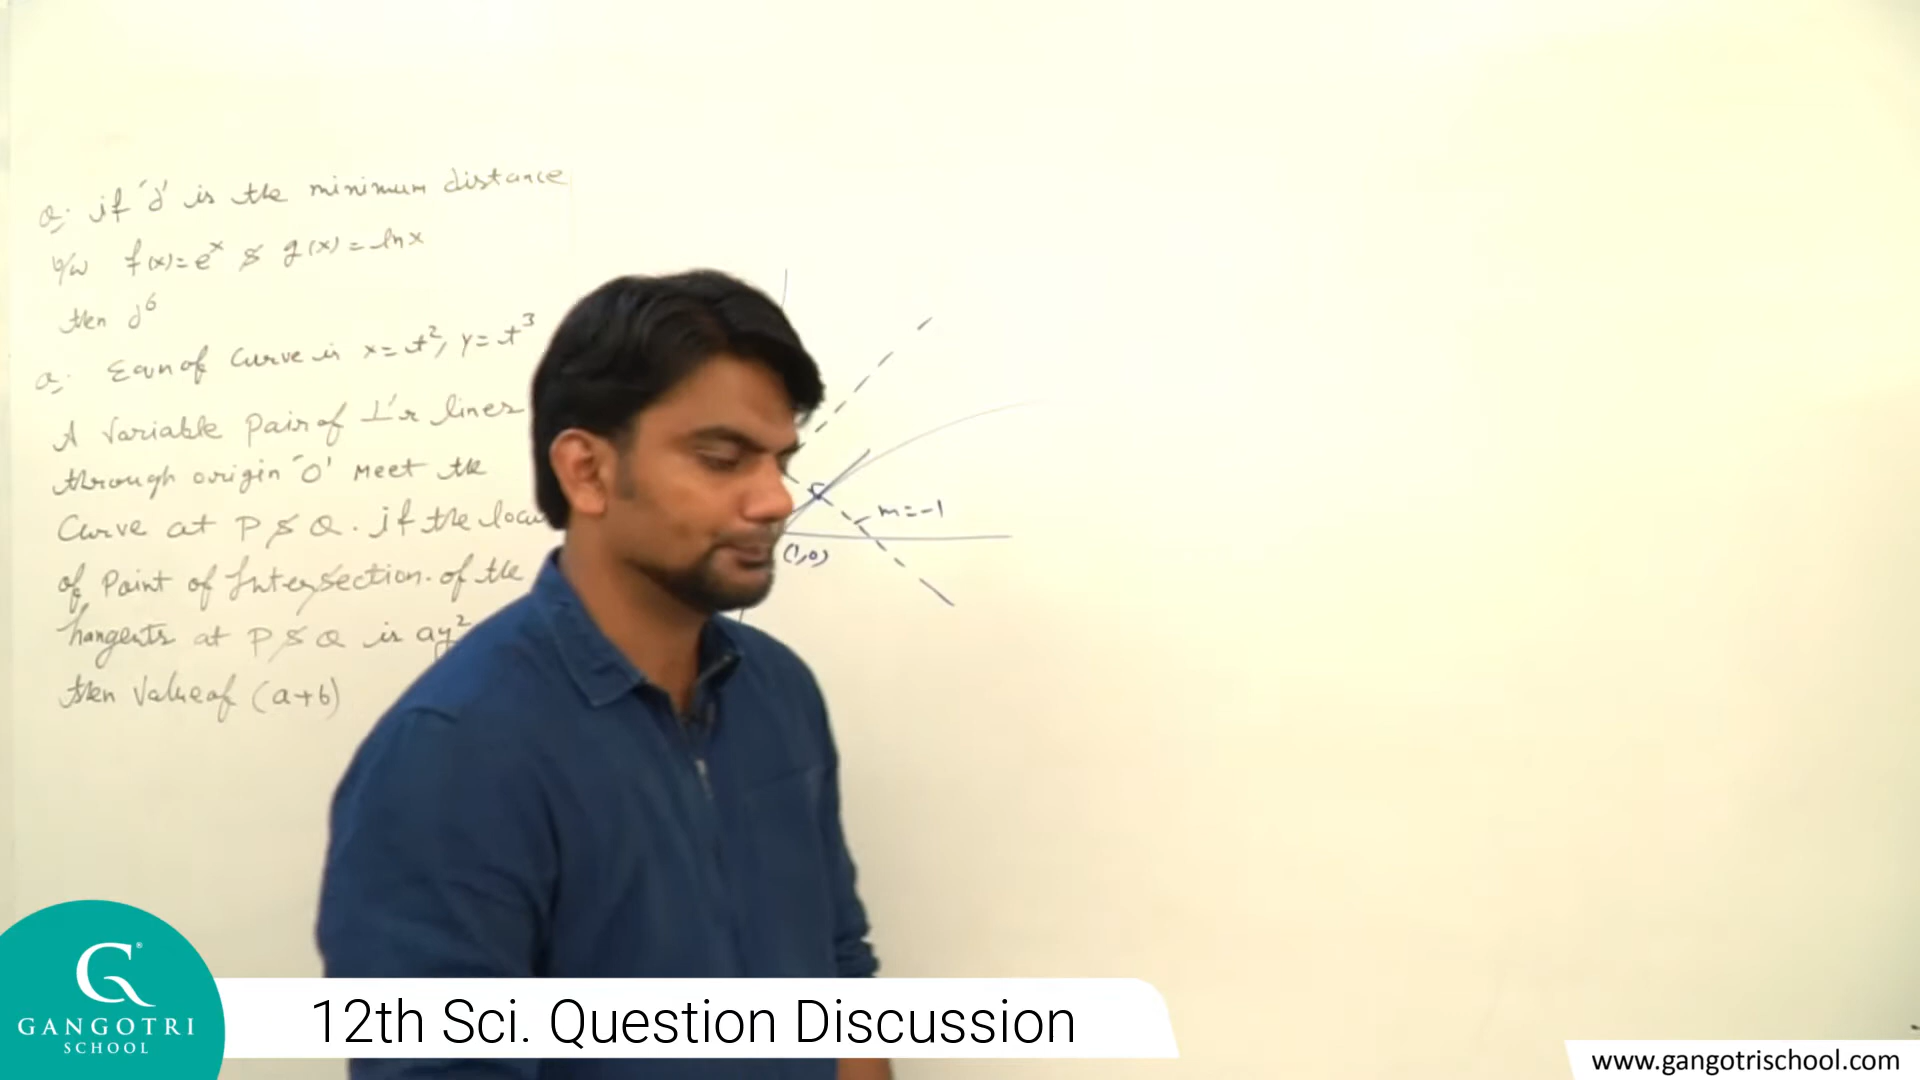 Q: if 'd' is the minimum distance
b/w f(x)=e^x & g(x)=lnx
then d^6
Q: Eqn of Curve is x=t^2, y=t^3
A Variable Pair of ⊥'r lines
through origin 'O' Meet the
Curve at P & Q. if the locu
of Point of Intersection. of the
tangents at P & Q is ay^2
then Value of (a+b)
m=-1
(1,0)
G®
GANGOTRI
SCHOOL
12th Sci. Question Discussion
www.gangotrischool.com